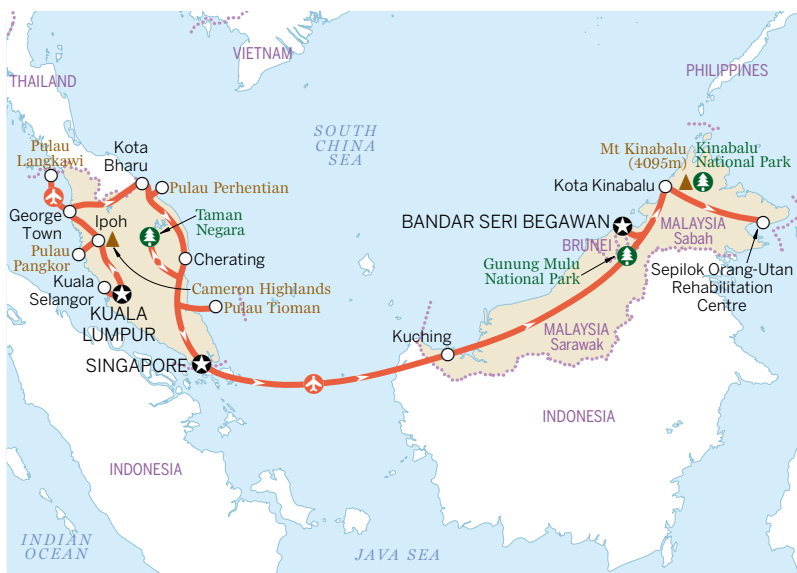 VIETNAM
THAILAND
PHILIPPINES
SOUTH
CHINA
SEA
Pulau
Langkawi
Kota
Bharu
Mt Kinabalu
(4095m)
Kinabalu
National Park
Pulau Perhentian
Kota Kinabalu
George
Town
Ipoh
Taman
Negara
BANDAR SERI BEGAWAN
MALAYSIA
Sabah
BRUNEI
Pulau
Pangkor
Cherating
Gunung Mulu
National Park
Sepilok Orang-Utan
Rehabilitation
Centre
Kuala
Selangor
Cameron Highlands
KUALA
LUMPUR
Pulau Tioman
Kuching
MALAYSIA
Sarawak
SINGAPORE
INDONESIA
INDONESIA
INDIAN
OCEAN
JAVA SEA